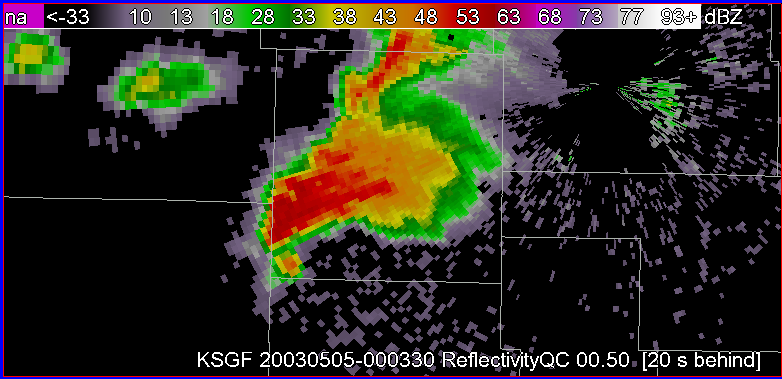 na <-33 10 13 18 28 33 38 43 48 53 63 68 73 77 93+ dBZ
KSGF 20030505-000330 ReflectivityQC 00.50 [20 s behind]